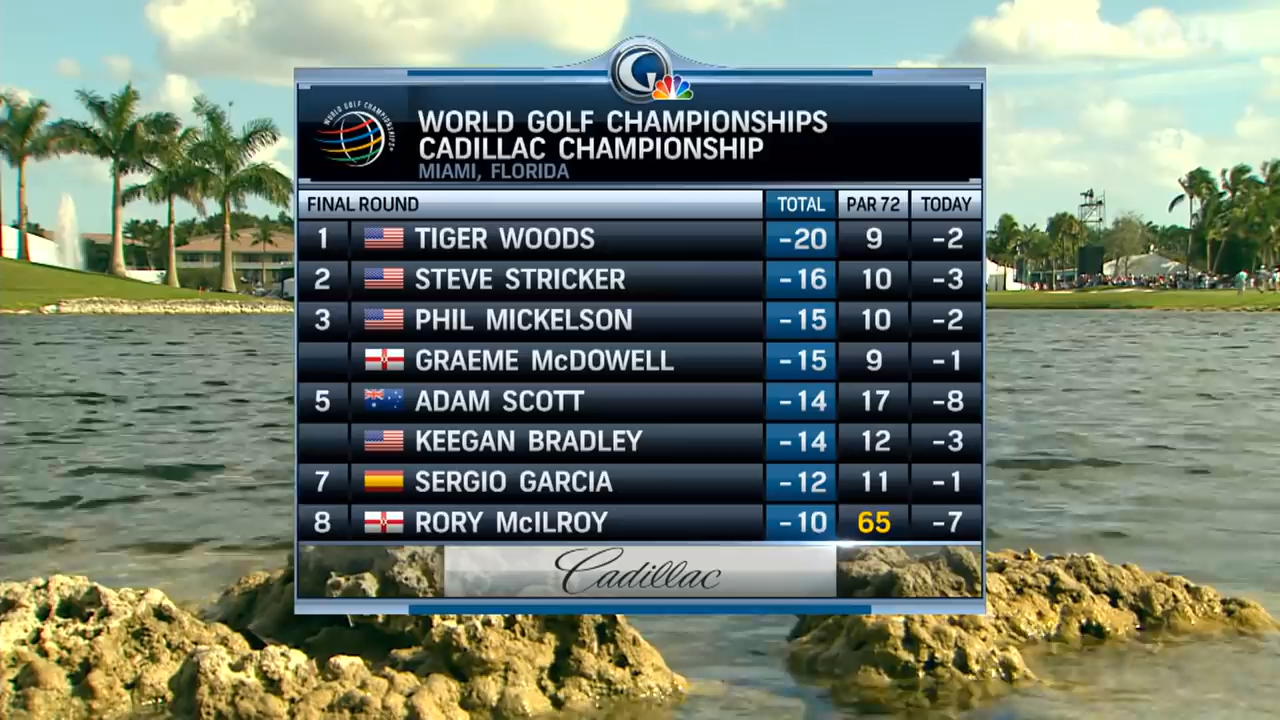 WORLD GOLF CHAMPIONSHIPS
WORLD GOLF CHAMPIONSHIPS
CADILLAC CHAMPIONSHIP
MIAMI, FLORIDA
FINAL ROUND TOTAL PAR 72 TODAY
1 TIGER WOODS -20 9 -2
2 STEVE STRICKER -16 10 -3
3 PHIL MICKELSON -15 10 -2
GRAEME McDOWELL -15 9 -1
5 ADAM SCOTT -14 17 -8
KEEGAN BRADLEY -14 12 -3
7 SERGIO GARCIA -12 11 -1
8 RORY McILROY -10 65 -7
Cadillac